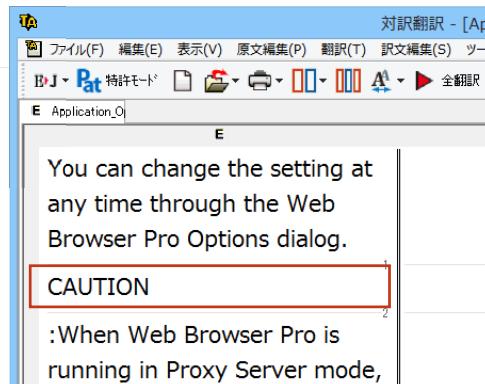 TA 対訳翻訳 - [Ap
ファイル(F) 編集(E) 表示(V) 原文編集(P) 翻訳(T) 訳文編集(S) ツー
E▸J Pat 特許モード A 全翻訳
E Application_O
E
You can change the setting at
any time through the Web
Browser Pro Options dialog.
1
CAUTION
2
:When Web Browser Pro is
running in Proxy Server mode,